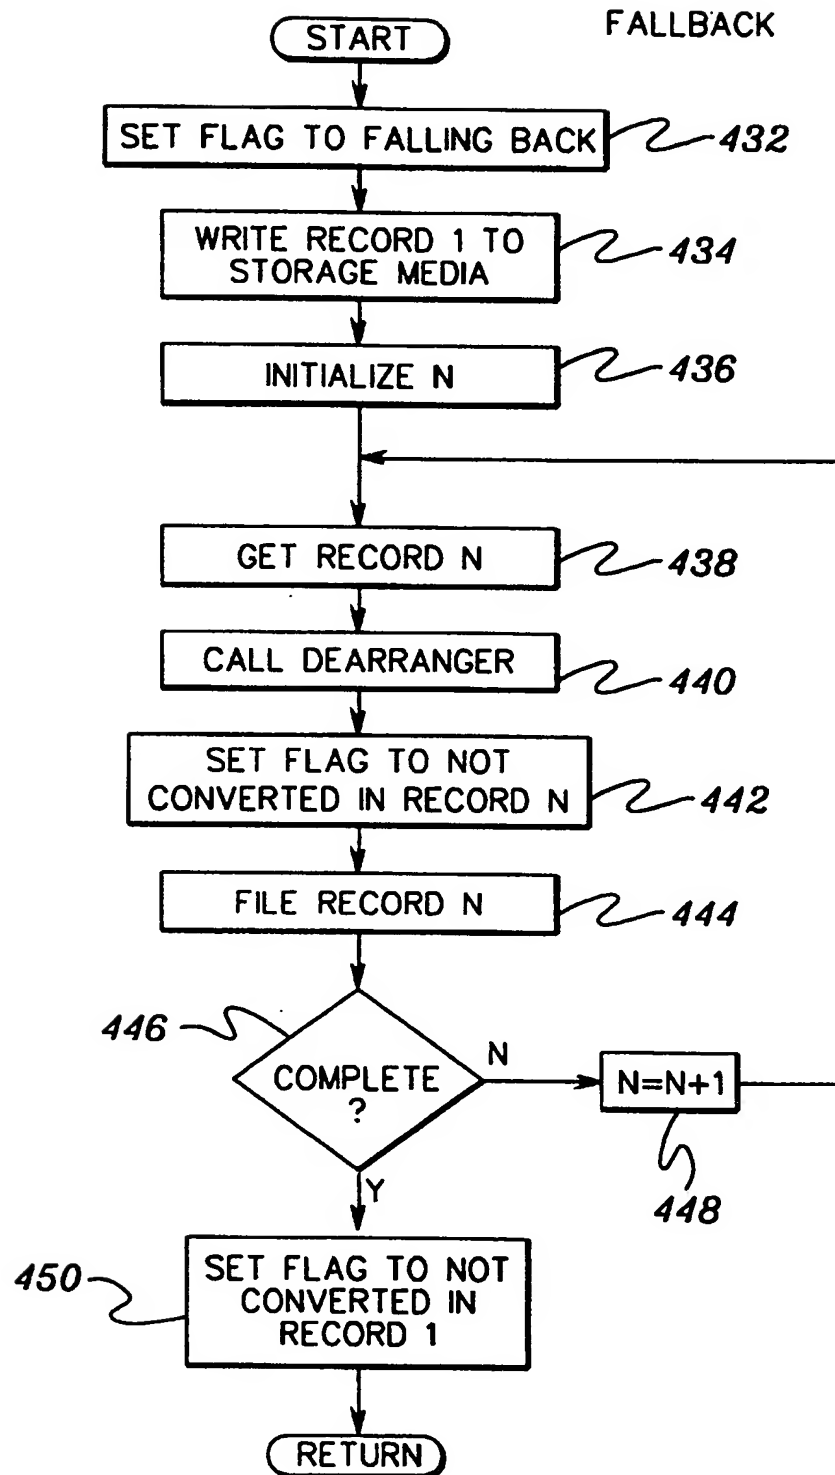 FALLBACK
START
SET FLAG TO FALLING BACK
432
WRITE RECORD 1 TO
STORAGE MEDIA
434
INITIALIZE N
436
GET RECORD N
438
CALL DEARRANGER
440
SET FLAG TO NOT
CONVERTED IN RECORD N
442
FILE RECORD N
444
446
COMPLETE
?
N
N=N+1
448
Y
450
SET FLAG TO NOT
CONVERTED IN
RECORD 1
RETURN